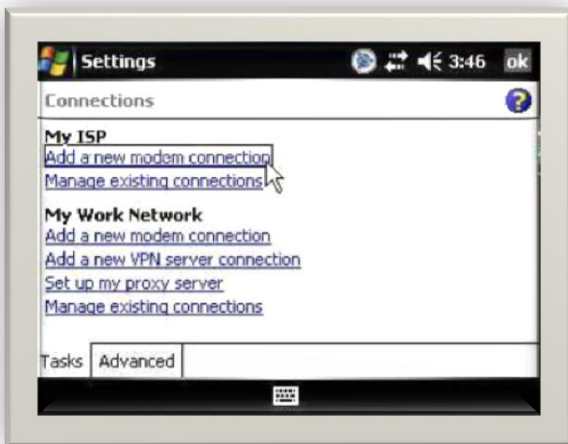 Settings 3:46 ok
Connections
My ISP
Add a new modem connection
Manage existing connections
My Work Network
Add a new modem connection
Add a new VPN server connection
Set up my proxy server
Manage existing connections
Tasks Advanced